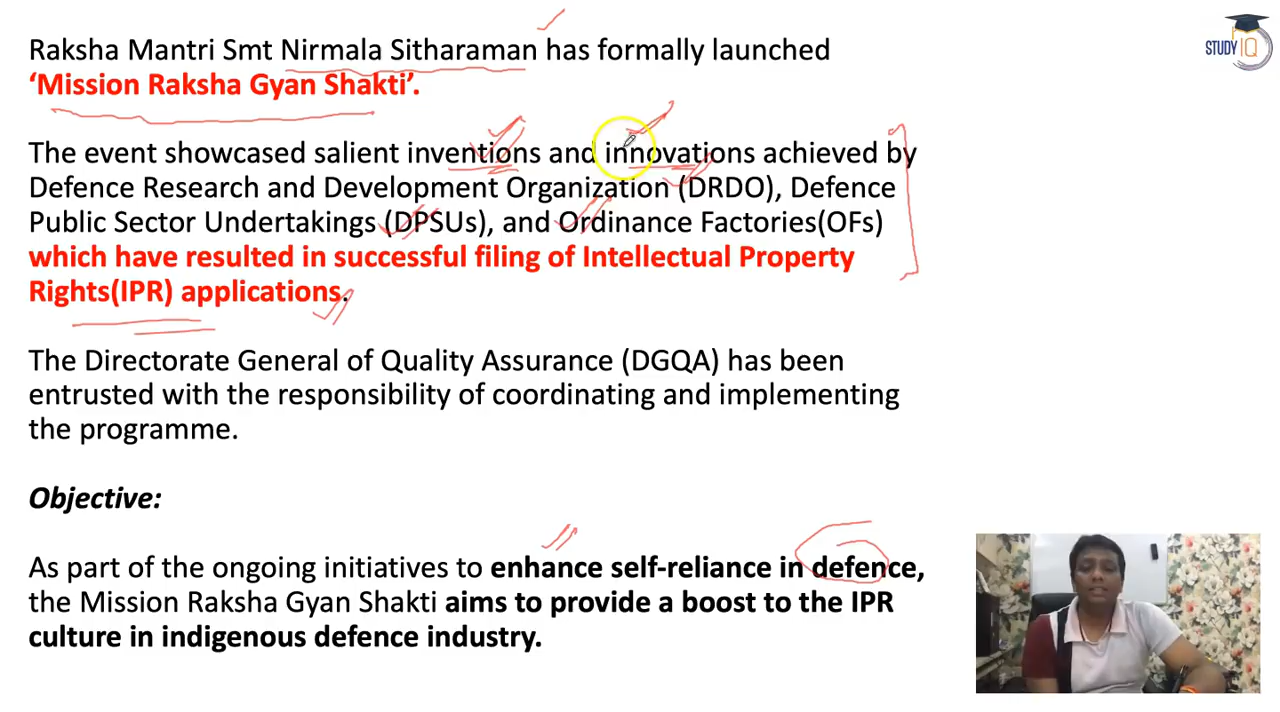 Raksha Mantri Smt Nirmala Sitharaman has formally launched
‘Mission Raksha Gyan Shakti’.
The event showcased salient inventions and innovations achieved by
Defence Research and Development Organization (DRDO), Defence
Public Sector Undertakings (DPSUs), and Ordinance Factories(OFs)
which have resulted in successful filing of Intellectual Property
Rights(IPR) applications.
The Directorate General of Quality Assurance (DGQA) has been
entrusted with the responsibility of coordinating and implementing
the programme.
Objective:
As part of the ongoing initiatives to enhance self-reliance in defence,
the Mission Raksha Gyan Shakti aims to provide a boost to the IPR
culture in indigenous defence industry.
STUDY IQ